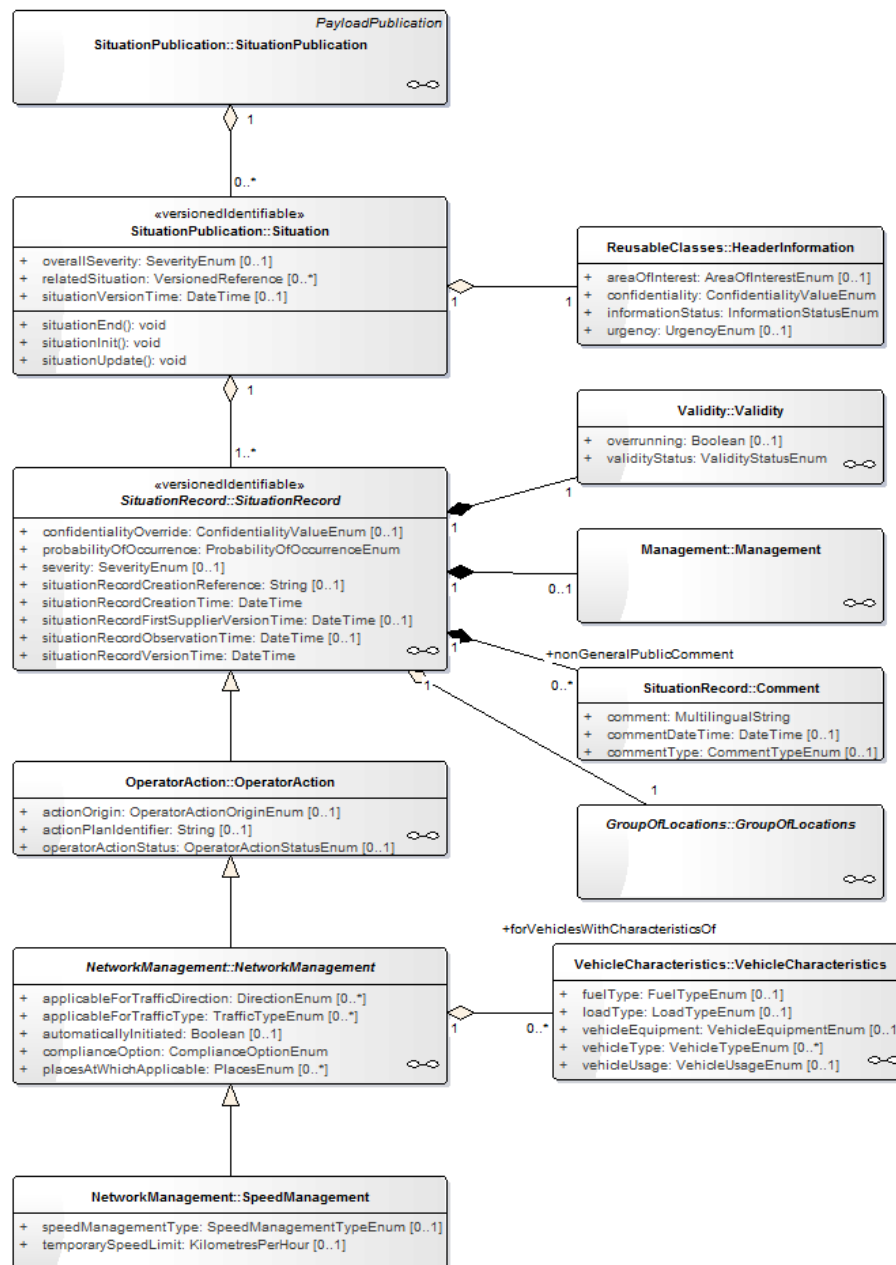 PayloadPublication
SituationPublication::SituationPublication
1
0..*
«versionedIdentifiable»
SituationPublication::Situation
+ overallSeverity: SeverityEnum [0..1]
+ relatedSituation: VersionedReference [0..*]
+ situationVersionTime: DateTime [0..1]
+ situationEnd(): void
+ situationInit(): void
+ situationUpdate(): void
1
1
ReusableClasses::HeaderInformation
+ areaOfInterest: AreaOfInterestEnum [0..1]
+ confidentiality: ConfidentialityValueEnum
+ informationStatus: InformationStatusEnum
+ urgency: UrgencyEnum [0..1]
1
1..*
«versionedIdentifiable»
SituationRecord::SituationRecord
+ confidentialityOverride: ConfidentialityValueEnum [0..1]
+ probabilityOfOccurrence: ProbabilityOfOccurrenceEnum
+ severity: SeverityEnum [0..1]
+ situationRecordCreationReference: String [0..1]
+ situationRecordCreationTime: DateTime
+ situationRecordFirstSupplierVersionTime: DateTime [0..1]
+ situationRecordObservationTime: DateTime [0..1]
+ situationRecordVersionTime: DateTime
1
1
Validity::Validity
+ overrunning: Boolean [0..1]
+ validityStatus: ValidityStatusEnum
1
0..1
Management::Management
1
+nonGeneralPublicComment
0..*
SituationRecord::Comment
+ comment: MultilingualString
+ commentDateTime: DateTime [0..1]
+ commentType: CommentTypeEnum [0..1]
1
1
GroupOfLocations::GroupOfLocations
OperatorAction::OperatorAction
+ actionOrigin: OperatorActionOriginEnum [0..1]
+ actionPlanIdentifier: String [0..1]
+ operatorActionStatus: OperatorActionStatusEnum [0..1]
NetworkManagement::NetworkManagement
+ applicableForTrafficDirection: DirectionEnum [0..*]
+ applicableForTrafficType: TrafficTypeEnum [0..*]
+ automaticallyInitiated: Boolean [0..1]
+ complianceOption: ComplianceOptionEnum
+ placesAtWhichApplicable: PlacesEnum [0..*]
1
+forVehiclesWithCharacteristicsOf
0..*
VehicleCharacteristics::VehicleCharacteristics
+ fuelType: FuelTypeEnum [0..1]
+ loadType: LoadTypeEnum [0..1]
+ vehicleEquipment: VehicleEquipmentEnum [0..1
+ vehicleType: VehicleTypeEnum [0..*]
+ vehicleUsage: VehicleUsageEnum [0..1]
NetworkManagement::SpeedManagement
+ speedManagementType: SpeedManagementTypeEnum [0..1]
+ temporarySpeedLimit: KilometresPerHour [0..1]